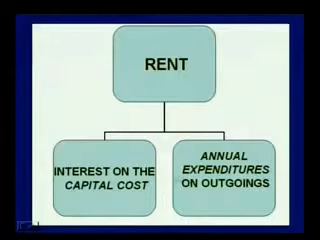 RENT
INTEREST ON THE
CAPITAL COST
ANNUAL
EXPENDITURES
ON OUTGOINGS